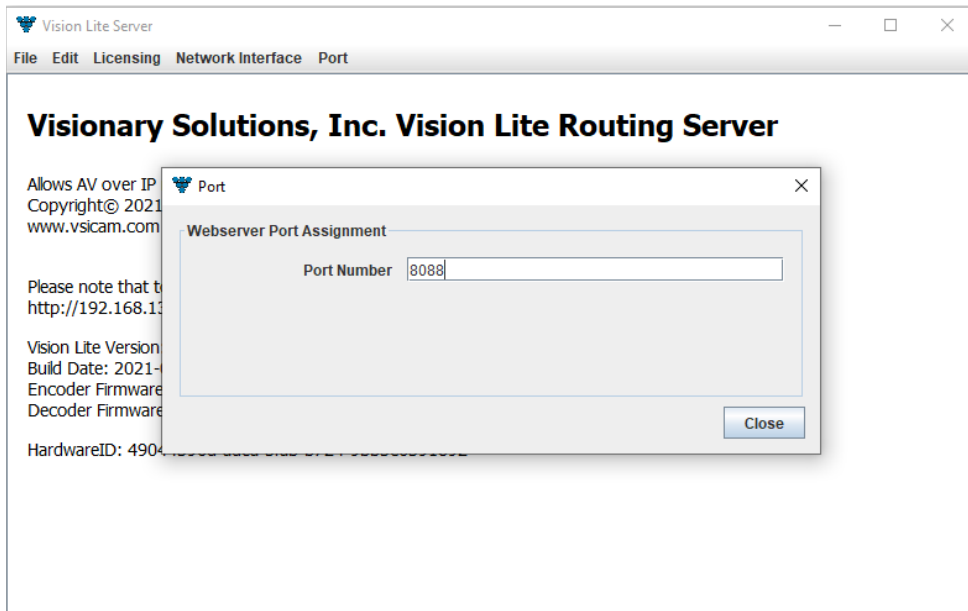 Vision Lite Server
File Edit Licensing Network Interface Port
Visionary Solutions, Inc. Vision Lite Routing Server
Allows AV over IP
Copyright© 2021
www.vsicam.com
Please note that
http://192.168.13
Vision Lite Version
Build Date: 2021-
Encoder Firmware
Decoder Firmware
HardwareID:
Port
Webserver Port Assignment
Port Number 8088
Close